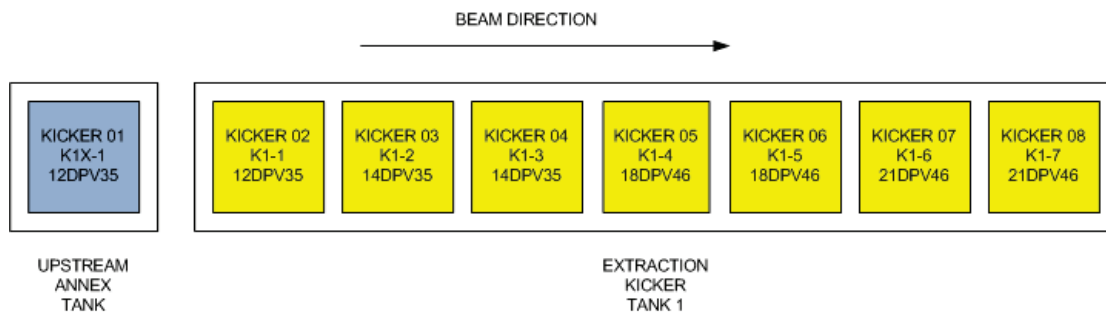 BEAM DIRECTION
KICKER 01
K1X-1
12DPV35
KICKER 02
K1-1
12DPV35
KICKER 03
K1-2
14DPV35
KICKER 04
K1-3
14DPV35
KICKER 05
K1-4
18DPV46
KICKER 06
K1-5
18DPV46
KICKER 07
K1-6
21DPV46
KICKER 08
K1-7
21DPV46
UPSTREAM
ANNEX
TANK
EXTRACTION
KICKER
TANK 1